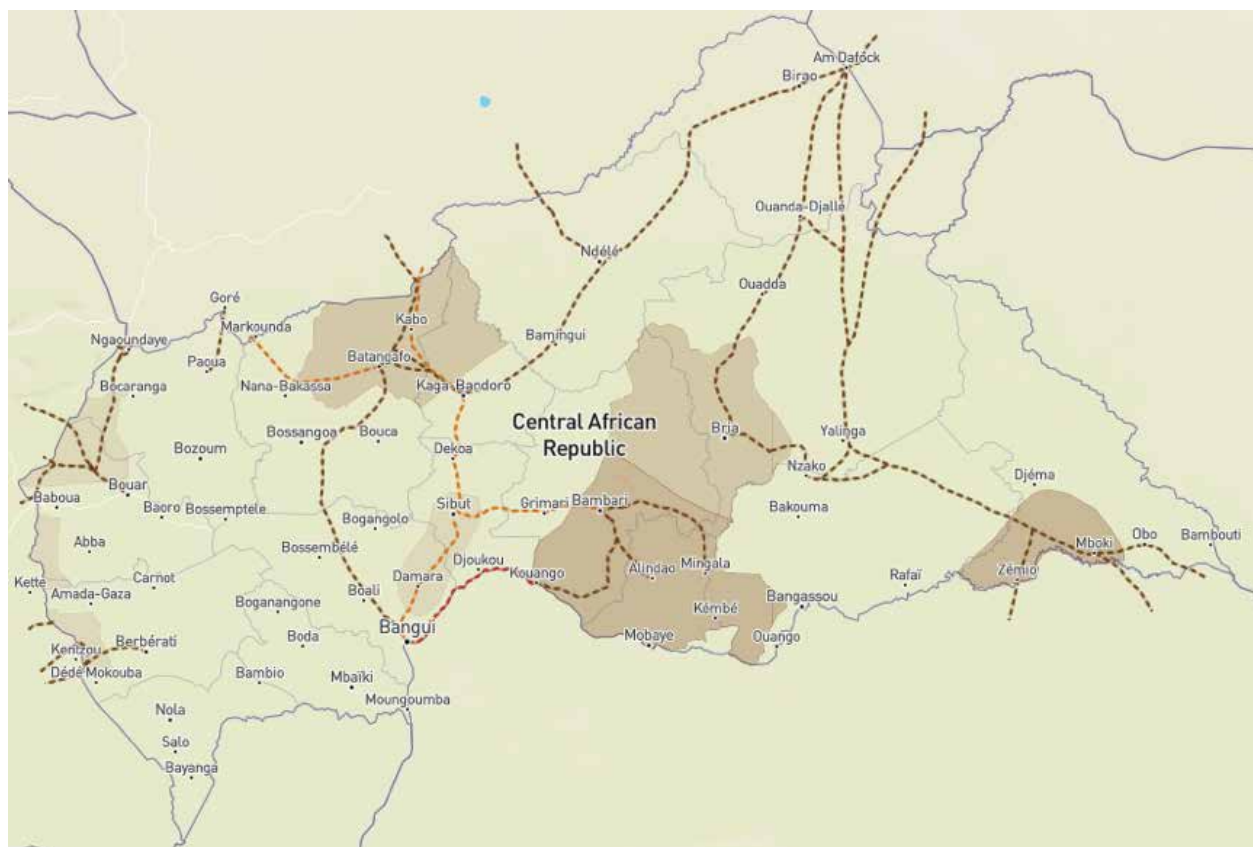 Am Dafock
Birao
Ouanda-Djallé
Ndélé
Ouadda
Goré
Markounda
Kabo
Ngaoundaye
Paoua
Batangafo
Bamingui
Bocaranga
Nana-Bakassa
Kaga-Bandoro
Central African
Republic
Bossangoa
Bouca
Bria
Yalinga
Bozoum
Dekoa
Nzako
Djéma
Bouar
Baboua
Baoro
Bossemptele
Sibut
Grimari
Bambari
Bakouma
Bogangolo
Abba
Bossembélé
Djoukou
Kouango
Alindao
Mingala
Mboki
Obo
Bambouti
Zémio
Rafaï
Kette
Carnot
Amada-Gaza
Damara
Boali
Boganangone
Bangui
Kémbé
Bangassou
Kentzou
Berbérati
Boda
Mobaye
Ouango
Dédé Mokouba
Bambio
Mbaïki
Moungoumba
Nola
Salo
Bayanga